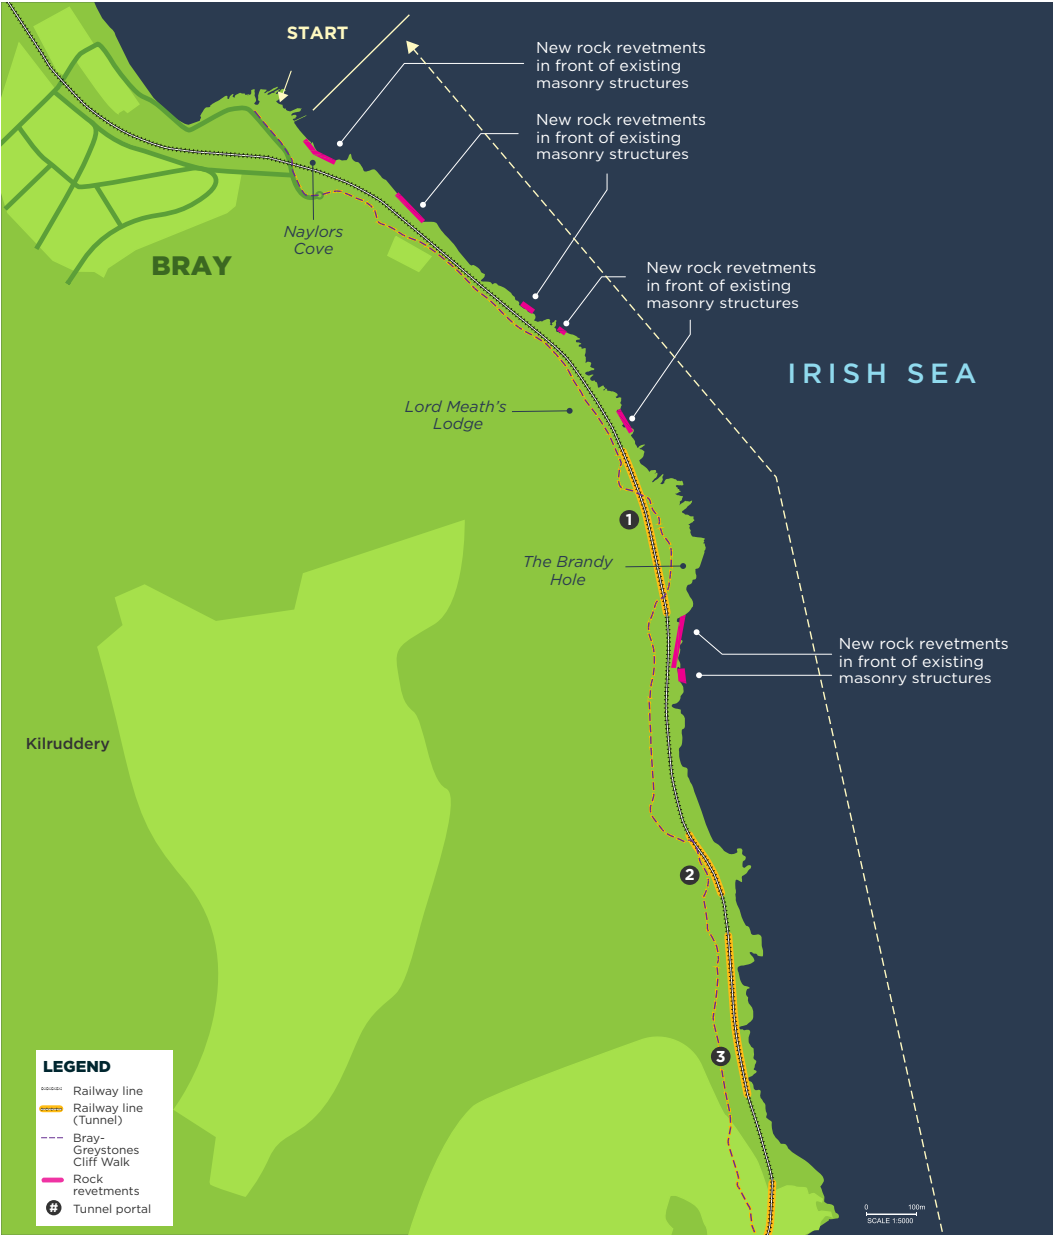 START
New rock revetments
in front of existing
masonry structures
New rock revetments
in front of existing
masonry structures
Naylors
Cove
BRAY
New rock revetments
in front of existing
masonry structures
IRISH SEA
Lord Meath's
Lodge
1
The Brandy
Hole
New rock revetments
in front of existing
masonry structures
Kilruddery
2
3
LEGEND
Railway line
Railway line
(Tunnel)
Bray-
Greystones
Cliff Walk
Rock
revetments
# Tunnel portal
0 100m
SCALE 1:5000